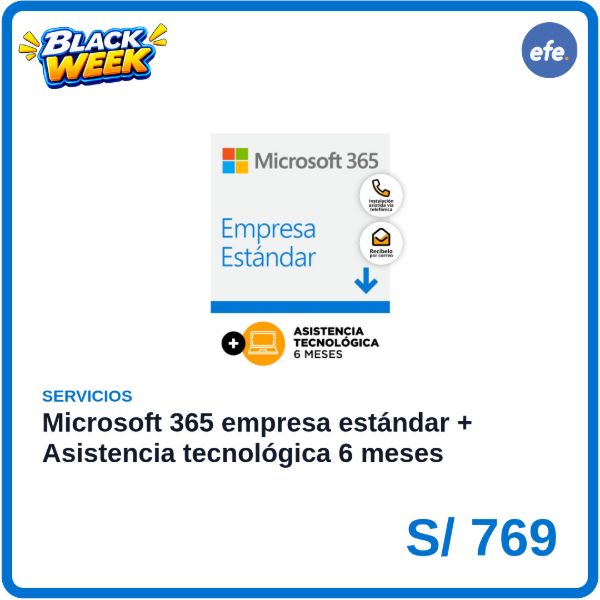 BLACK
WEEK
efe.
Microsoft 365
Instalación
asistida vía
telefónica
Empresa
Estándar
Recíbelo
por correo
+
ASISTENCIA
TECNOLÓGICA
6 MESES
SERVICIOS
Microsoft 365 empresa estándar +
Asistencia tecnológica 6 meses
S/ 769